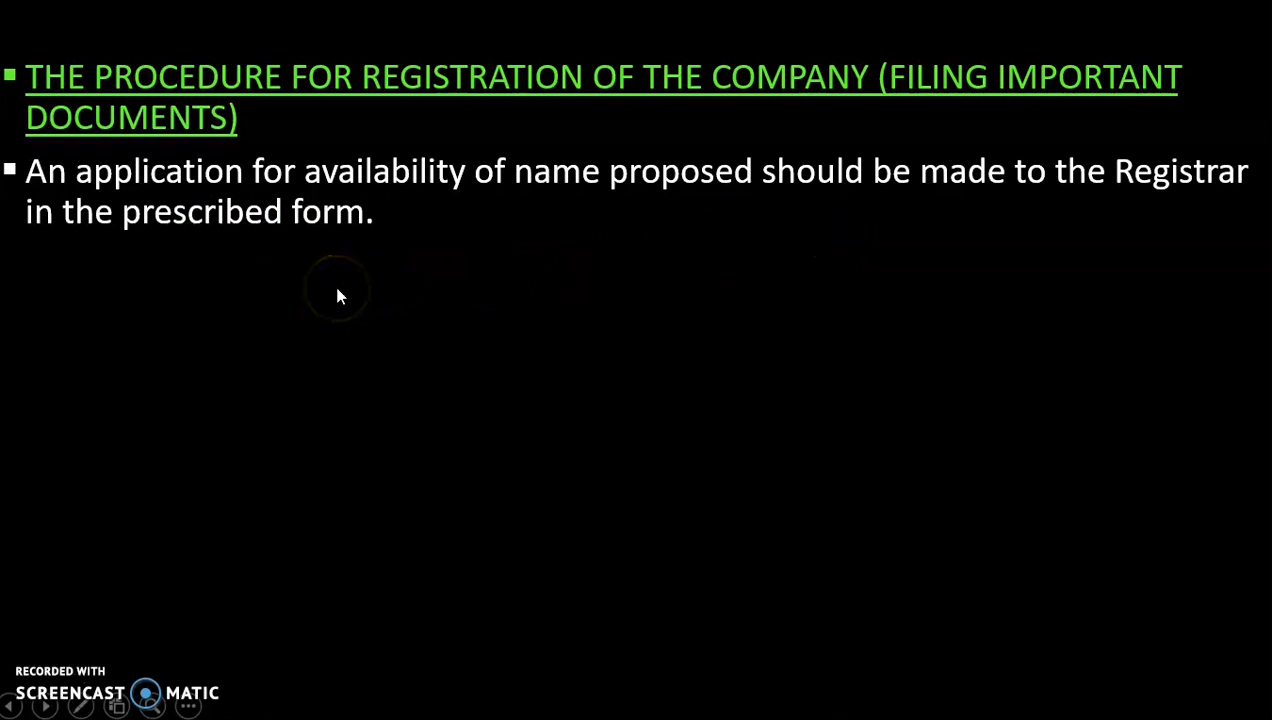 THE PROCEDURE FOR REGISTRATION OF THE COMPANY (FILING IMPORTANT
DOCUMENTS)
An application for availability of name proposed should be made to the Registrar
in the prescribed form.
RECORDED WITH
SCREENCAST MATIC